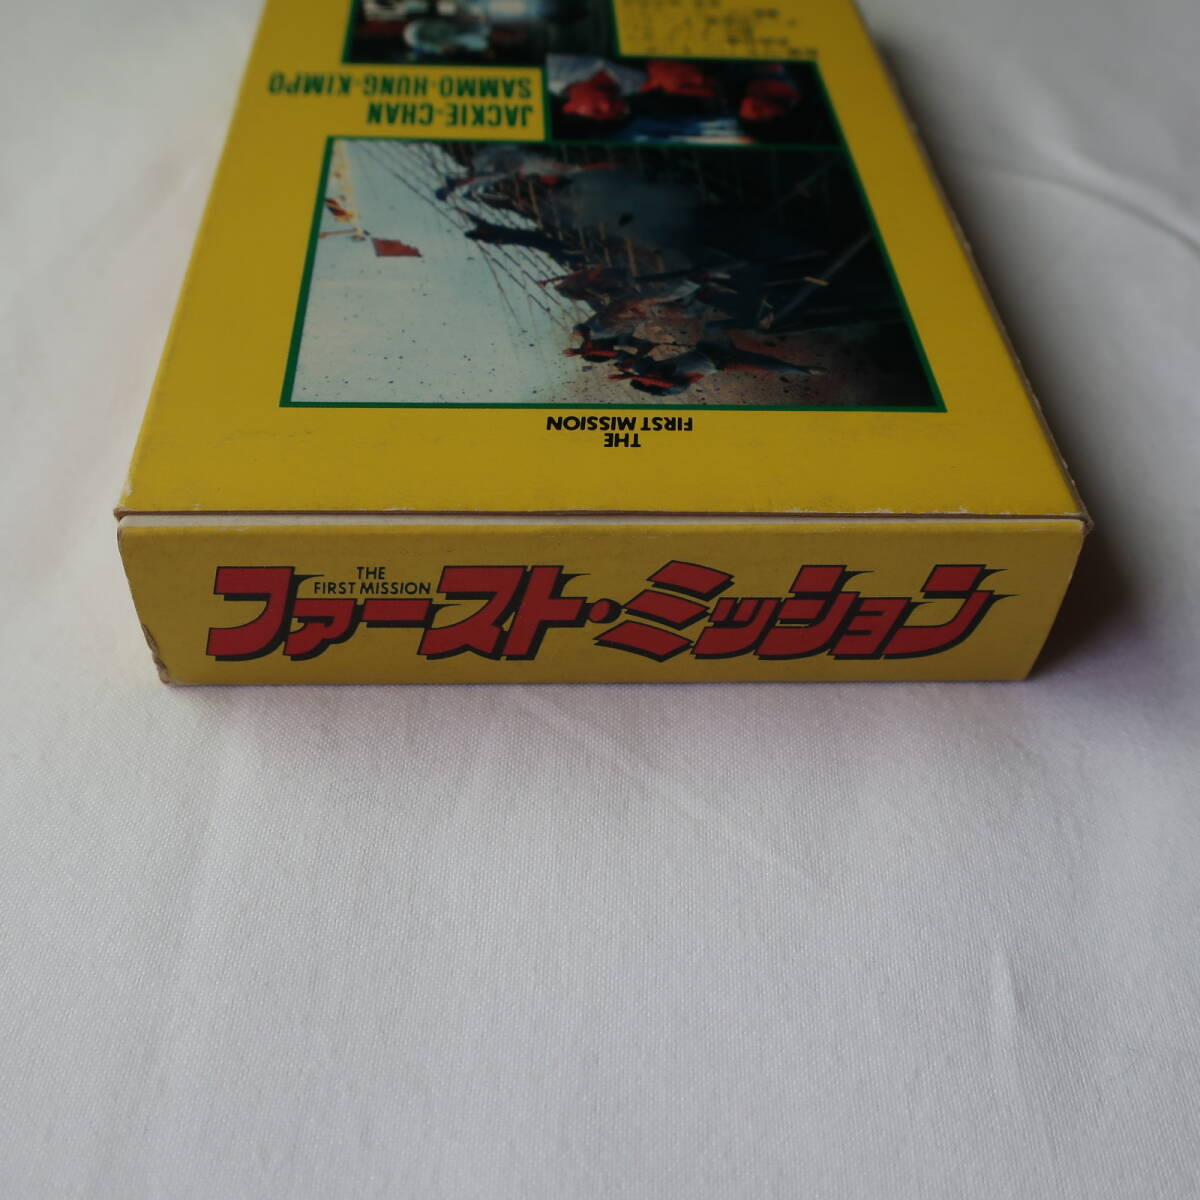 JACKIE-CHAN
SAMMO-HUNG-KIMPO
THE
FIRST MISSION
THE
FIRST MISSION
ファースト・ミッション